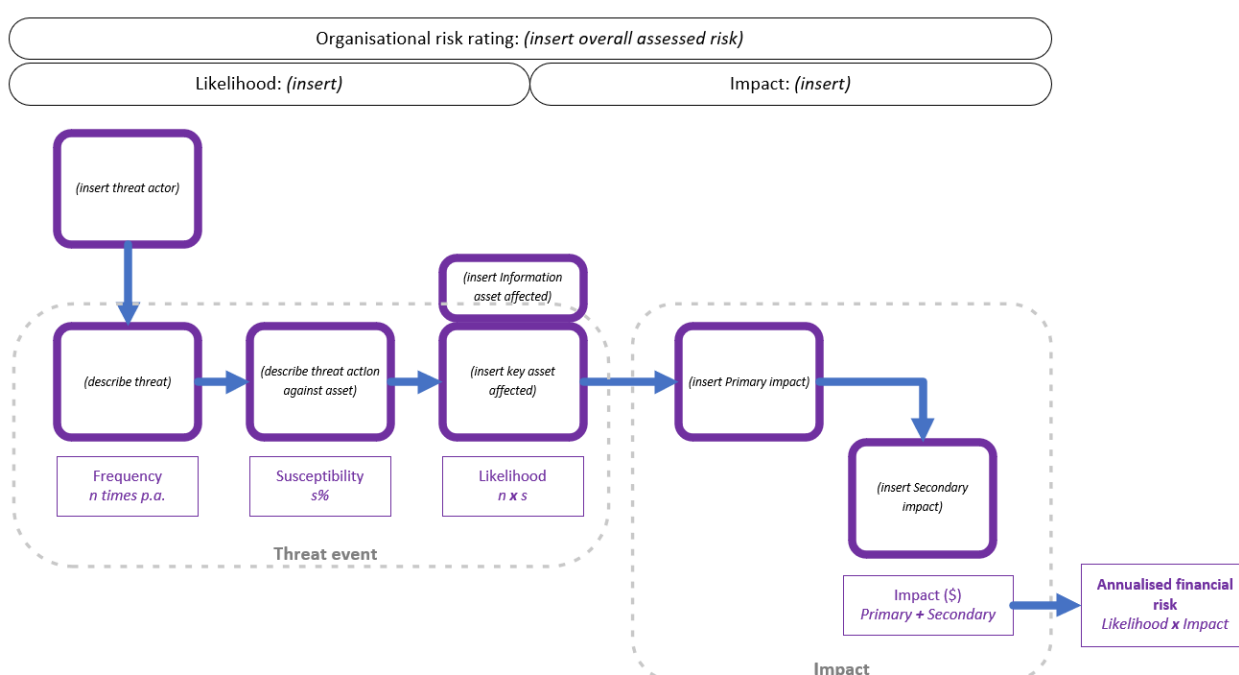 Organisational risk rating: (insert overall assessed risk)
Likelihood: (insert)
Impact: (insert)
(insert threat actor)
(insert Information
asset affected)
(describe threat)
(describe threat action
against asset)
(insert key asset
affected)
(insert Primary impact)
Frequency
n times p.a.
Susceptibility
s%
Likelihood
n x s
(insert Secondary
impact)
Threat event
Impact ($)
Primary + Secondary
Annualised financial
risk
Likelihood x Impact
Impact